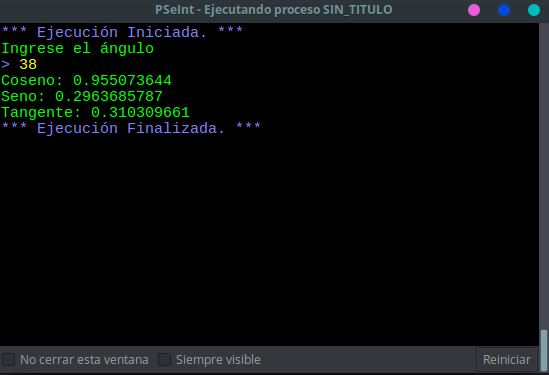 PSeInt - Ejecutando proceso SIN_TITULO
*** Ejecución Iniciada. ***
Ingrese el ángulo
> 38
Coseno: 0.955073644
Seno: 0.2963685787
Tangente: 0.310309661
*** Ejecución Finalizada. ***
No cerrar esta ventana Siempre visible Reiniciar